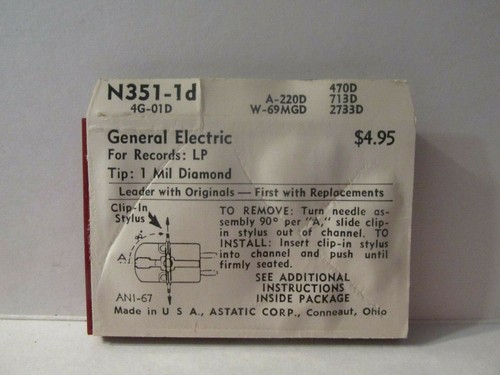 N351-1d
4G-01D
470D
A-220D 713D
W-69MGD 2733D
General Electric $4.95
For Records: LP
Tip: 1 Mil Diamond
Leader with Originals — First with Replacements
Clip-In
Stylus
A
TO REMOVE: Turn needle as-
sembly 90° per "A," slide clip-
in stylus out of channel. TO
INSTALL: Insert clip-in stylus
into channel and push until
firmly seated.
SEE ADDITIONAL
INSTRUCTIONS
INSIDE PACKAGE
ANI-67
Made in U S A., ASTATIC CORP., Conneaut, Ohio